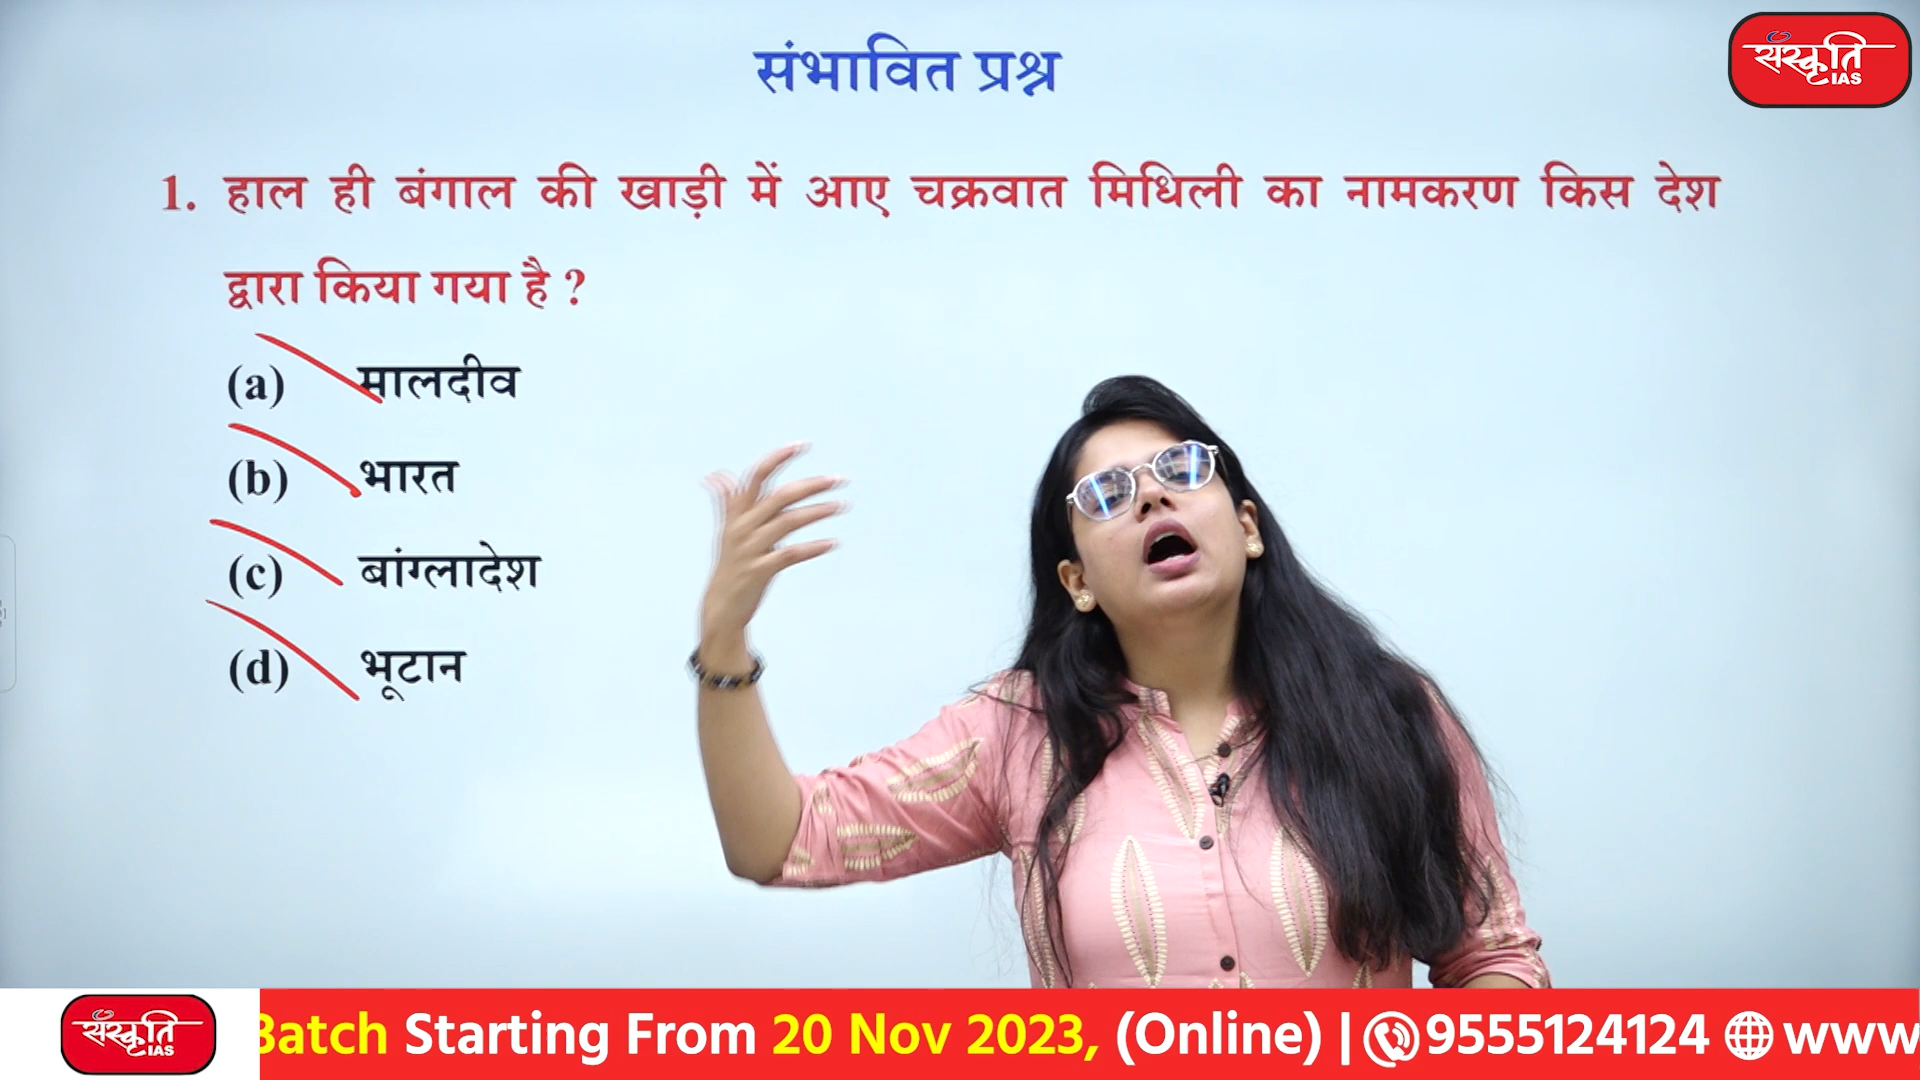 संस्कृति
IAS
संभावित प्रश्न
1. हाल ही बंगाल की खाड़ी में आए चक्रवात मिधिली का नामकरण किस देश
द्वारा किया गया है ?
(a) मालदीव
(b) भारत
(c) बांग्लादेश
(d) भूटान
संस्कृति
IAS
Batch Starting From 20 Nov 2023, (Online) | 9555124124 www